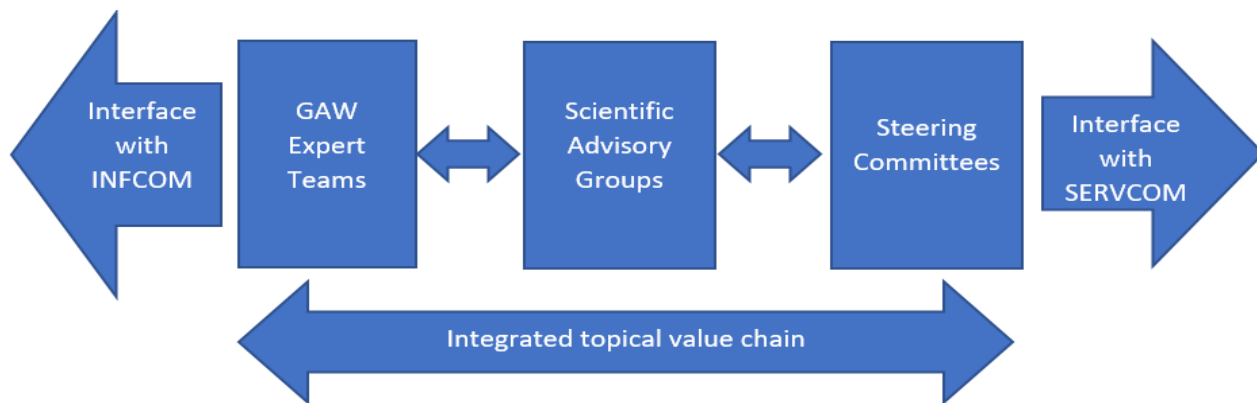 Interface
with
INFCOM
GAW
Expert
Teams
Scientific
Advisory
Groups
Steering
Committees
Interface
with
SERVCOM
Integrated topical value chain